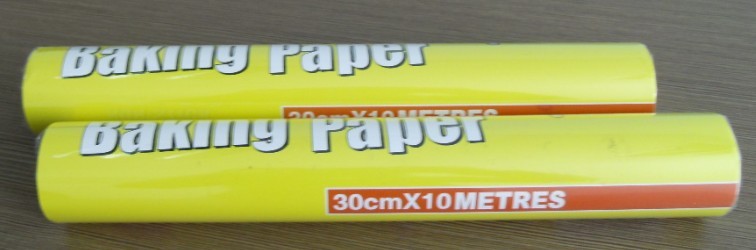 Baking Paper
30cmX10METRES
Baking Paper
30cmX10METRES